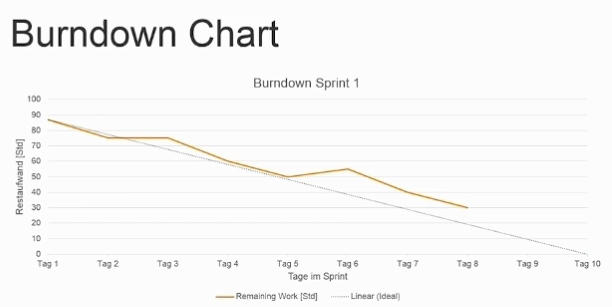 Burndown Chart
Burndown Sprint 1
100
90
80
70
60
50
40
30
20
10
0
Restaufwand [Std]
Tag 1 Tag 2 Tag 3 Tag 4 Tag 5 Tag 6 Tag 7 Tag 8 Tag 9 Tag 10
Tage im Sprint
Remaining Work [Std] Linear (Ideal)